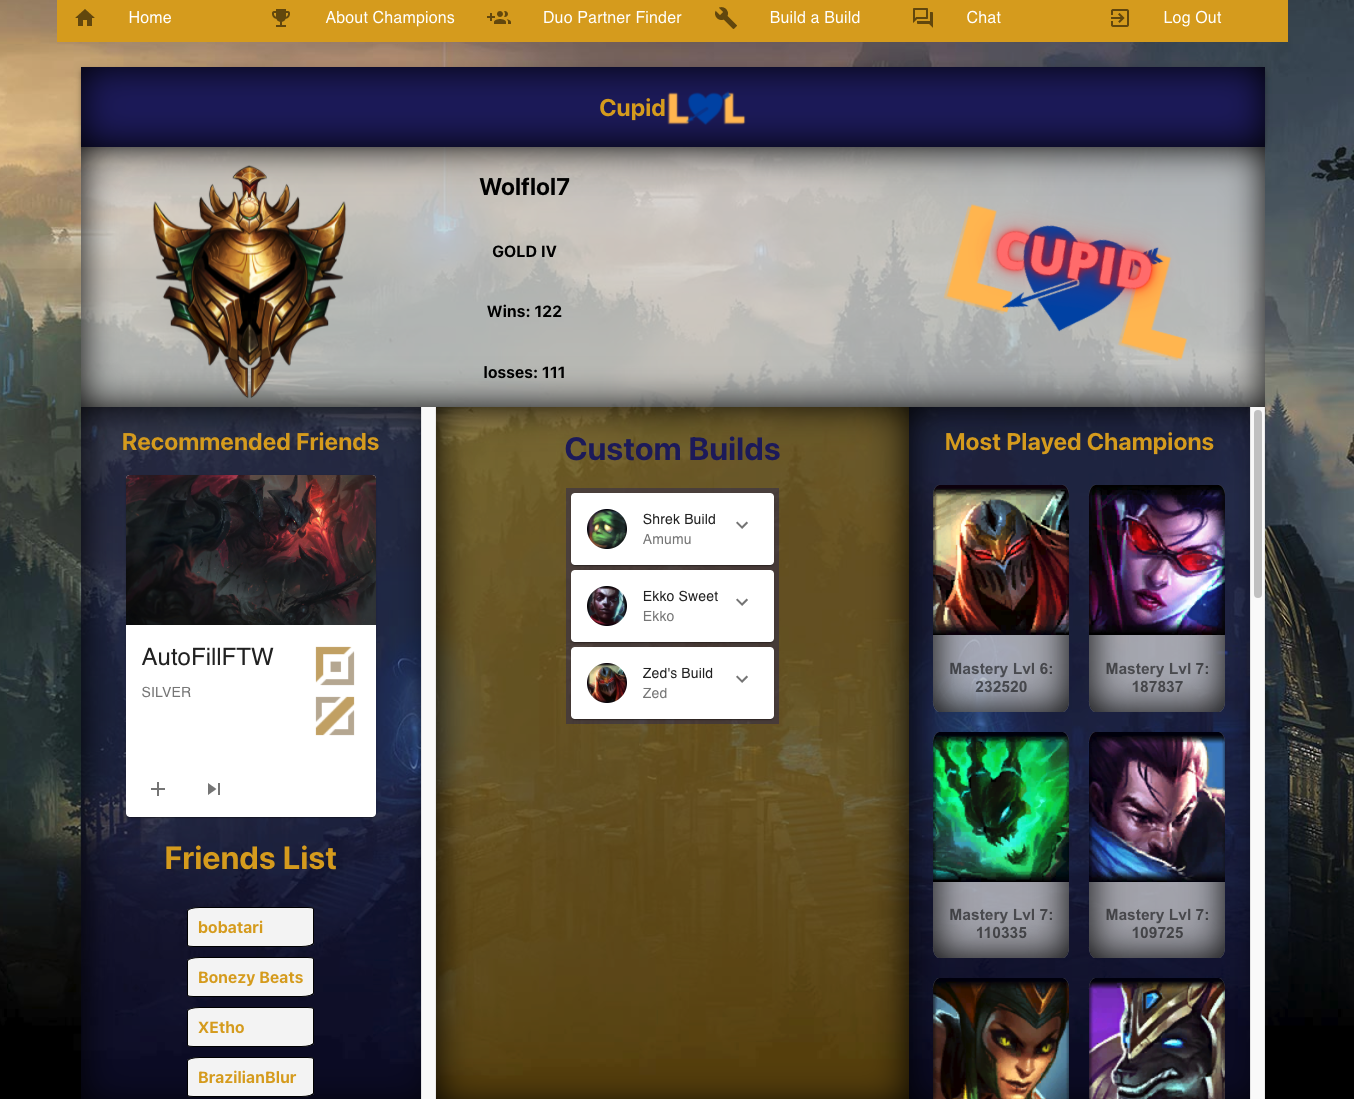 Home
About Champions
Duo Partner Finder
Build a Build
Chat
Log Out
Cupid L L
Wolflol7
GOLD IV
Wins: 122
losses: 111
L CUPID L
Recommended Friends
AutoFillFTW
SILVER
Friends List
bobatari
Bonezy Beats
XEtho
BrazilianBlur
Custom Builds
Shrek Build
Amumu
Ekko Sweet
Ekko
Zed's Build
Zed
Most Played Champions
Mastery Lvl 6:
232520
Mastery Lvl 7:
187837
Mastery Lvl 7:
110335
Mastery Lvl 7:
109725